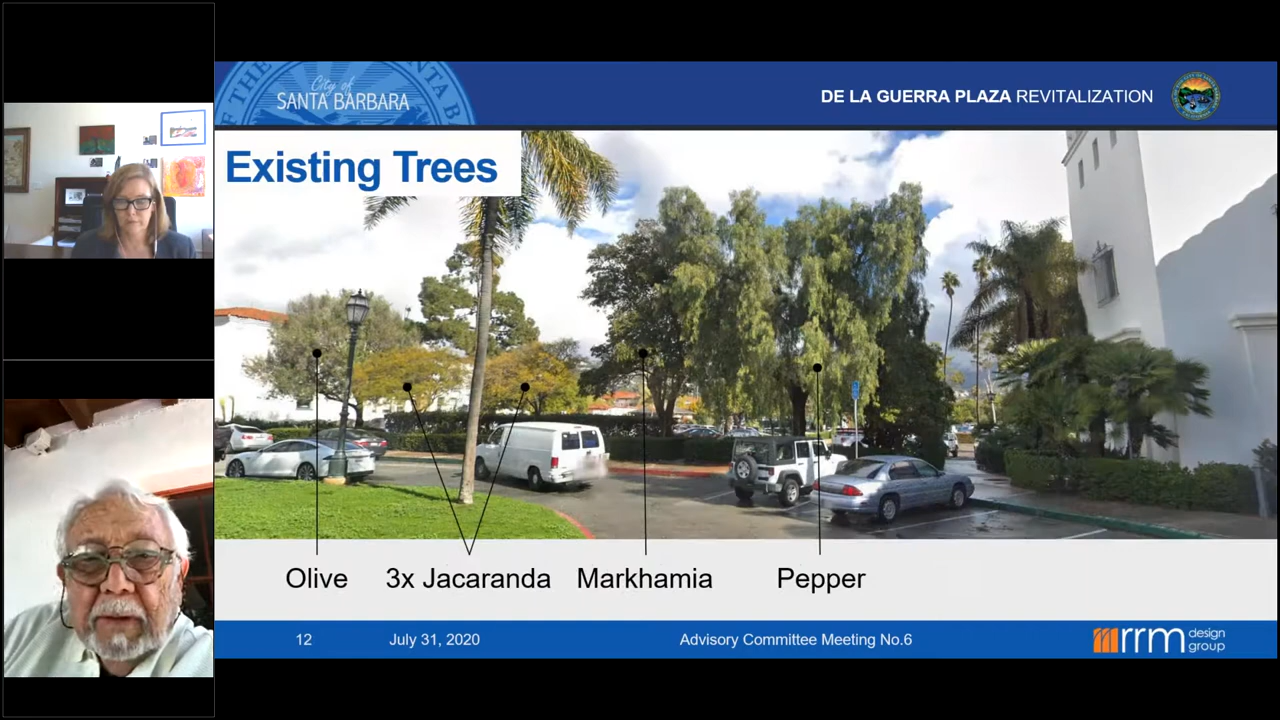 City of
SANTA BARBARA
DE LA GUERRA PLAZA REVITALIZATION
Existing Trees
Olive
3x Jacaranda
Markhamia
Pepper
12
July 31, 2020
Advisory Committee Meeting No.6
rrm design
group